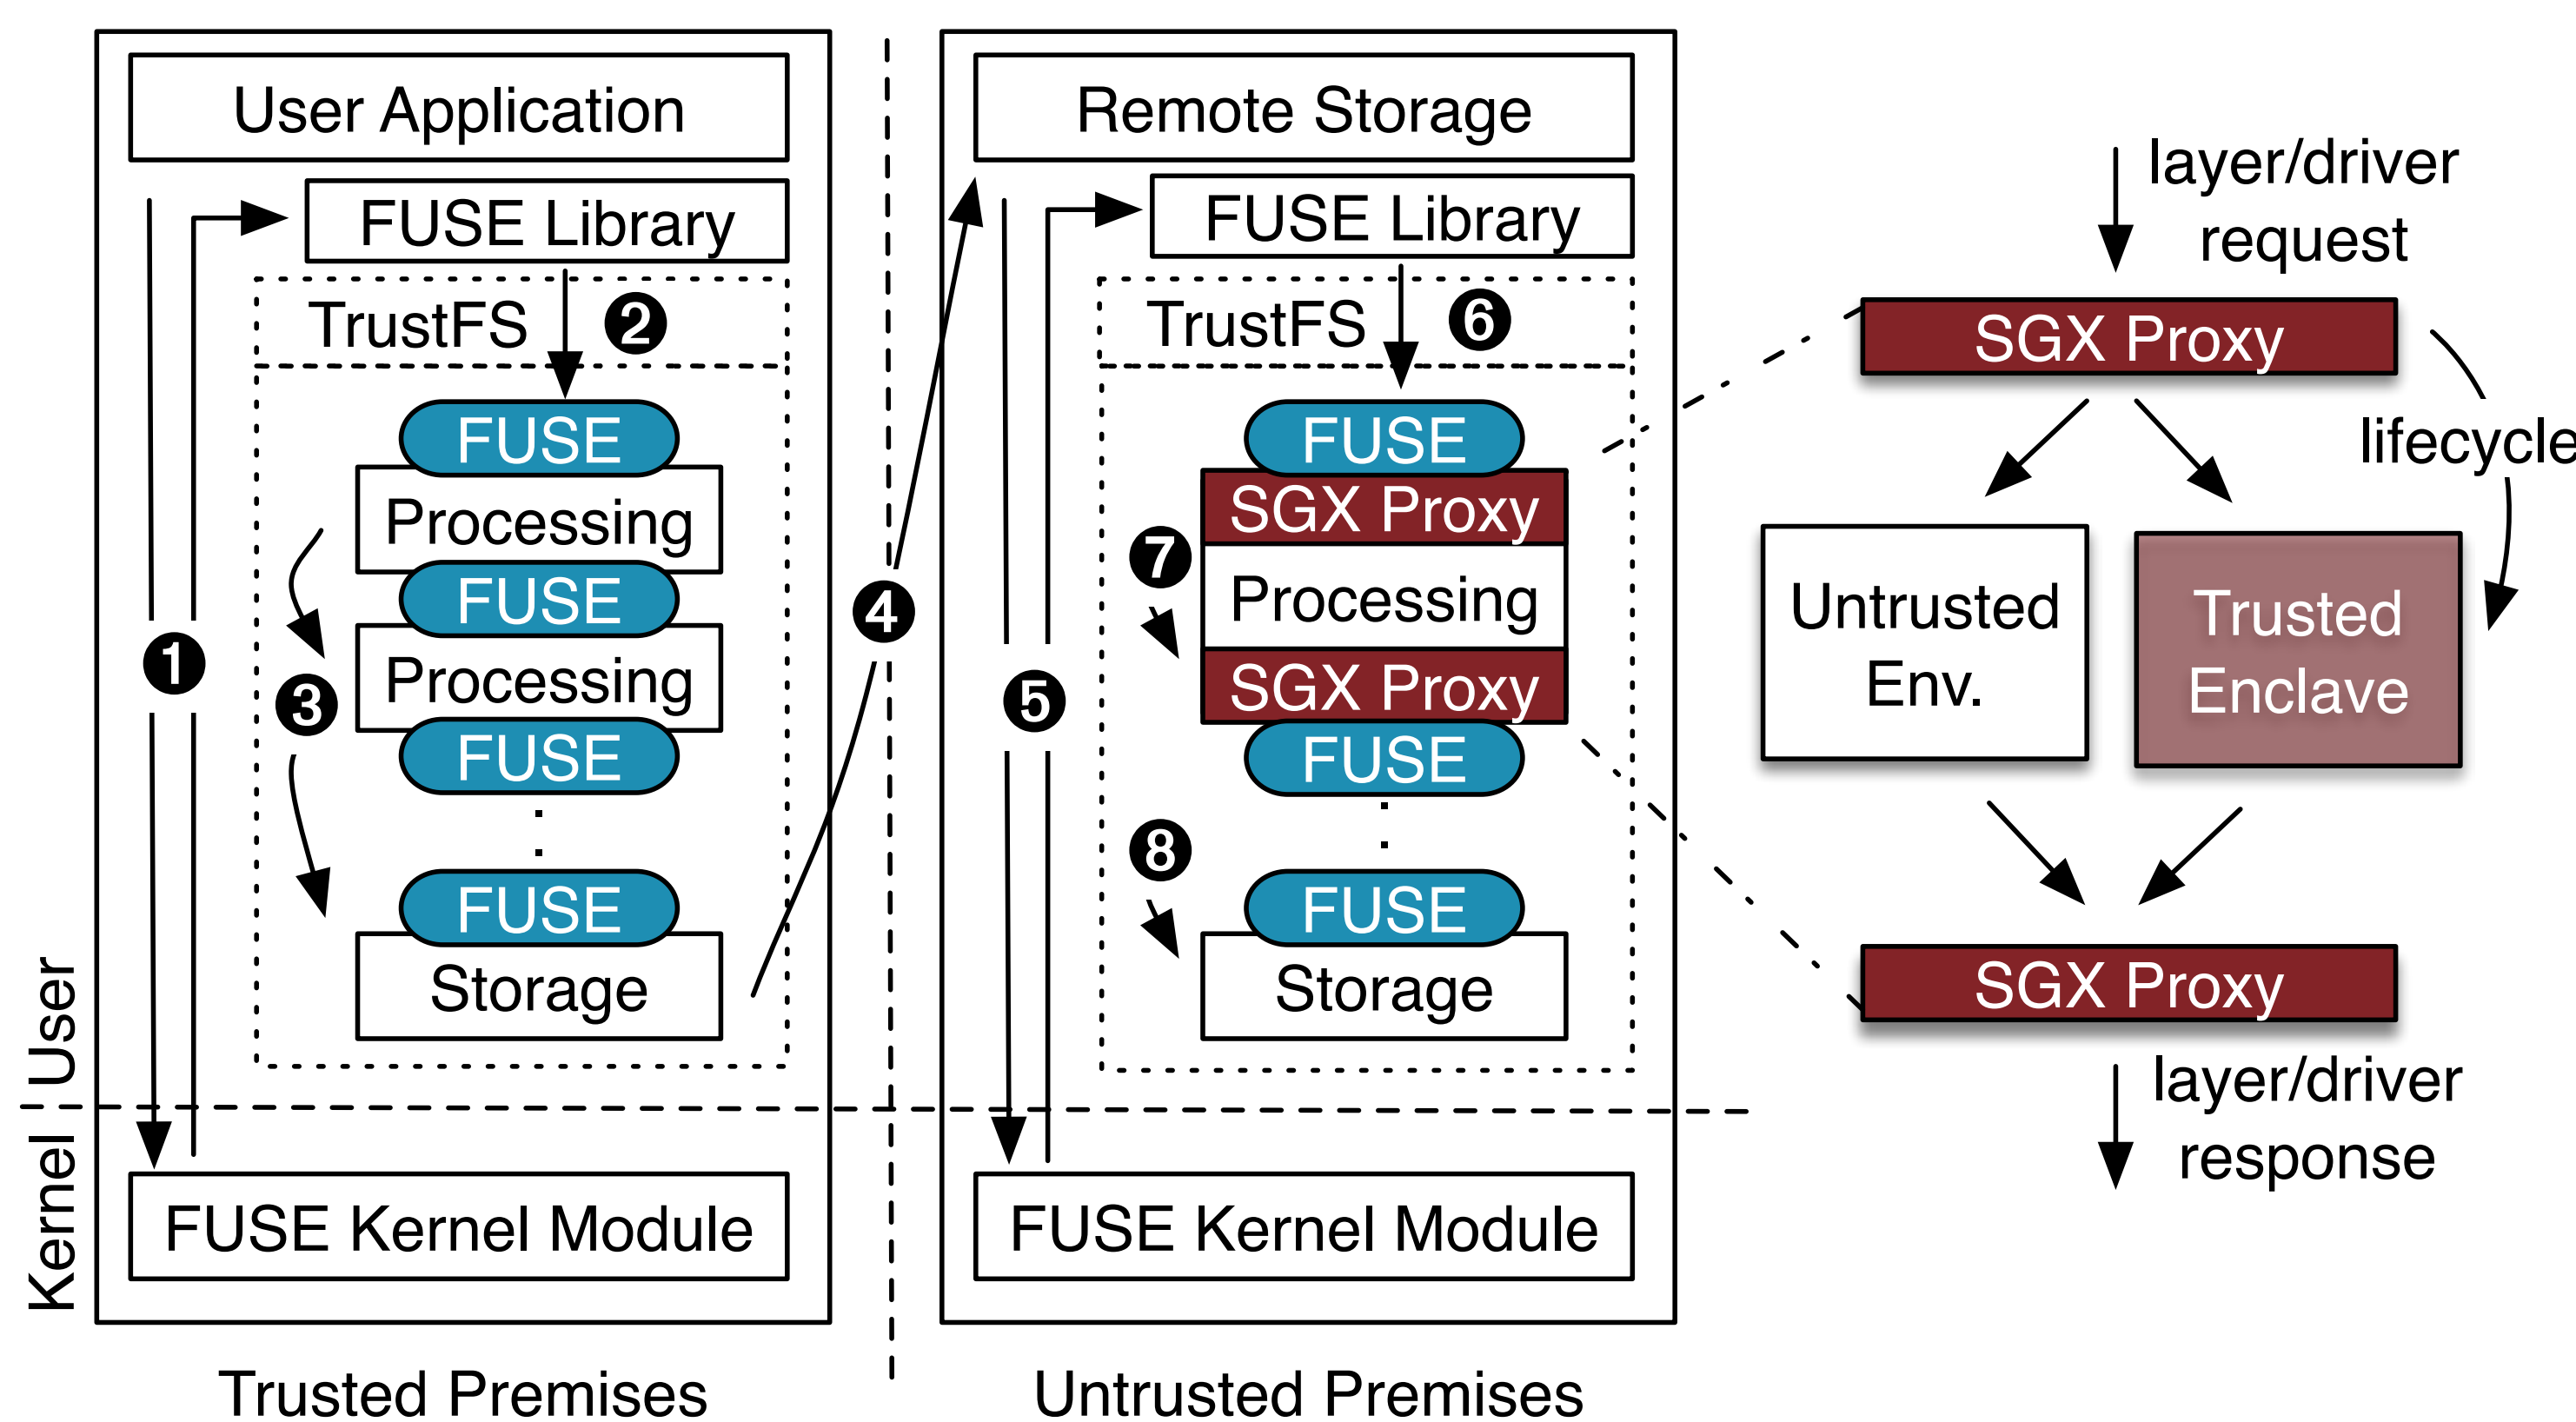 User Application
FUSE Library
TrustFS
❷
FUSE
Processing
FUSE
Processing
FUSE
FUSE
Storage
❶
❸
FUSE Kernel Module
Trusted Premises
User
Kernel
❹
Remote Storage
FUSE Library
TrustFS
❻
FUSE
SGX Proxy
❼
Processing
SGX Proxy
FUSE
❺
❽
FUSE
Storage
FUSE Kernel Module
Untrusted Premises
layer/driver
request
SGX Proxy
lifecycle
Untrusted
Env.
Trusted
Enclave
SGX Proxy
layer/driver
response